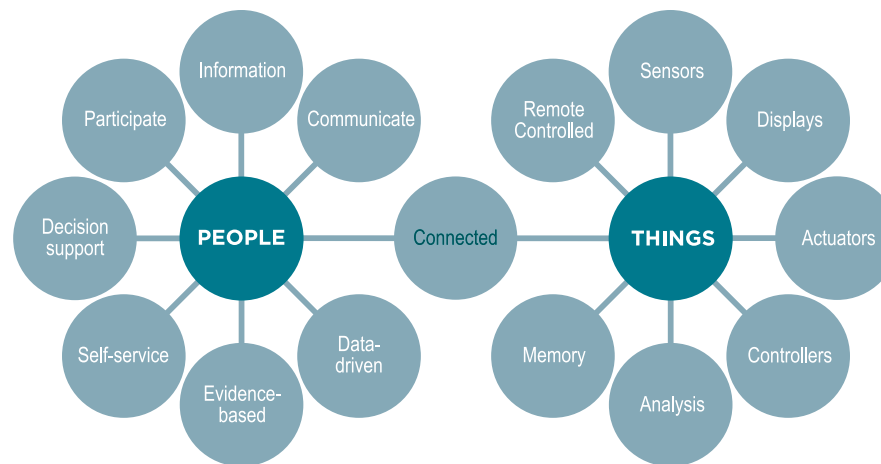 Information
Participate
Communicate
Decision
support
PEOPLE
Self-service
Data-
driven
Evidence-
based
Connected
Sensors
Remote
Controlled
Displays
THINGS
Actuators
Memory
Controllers
Analysis